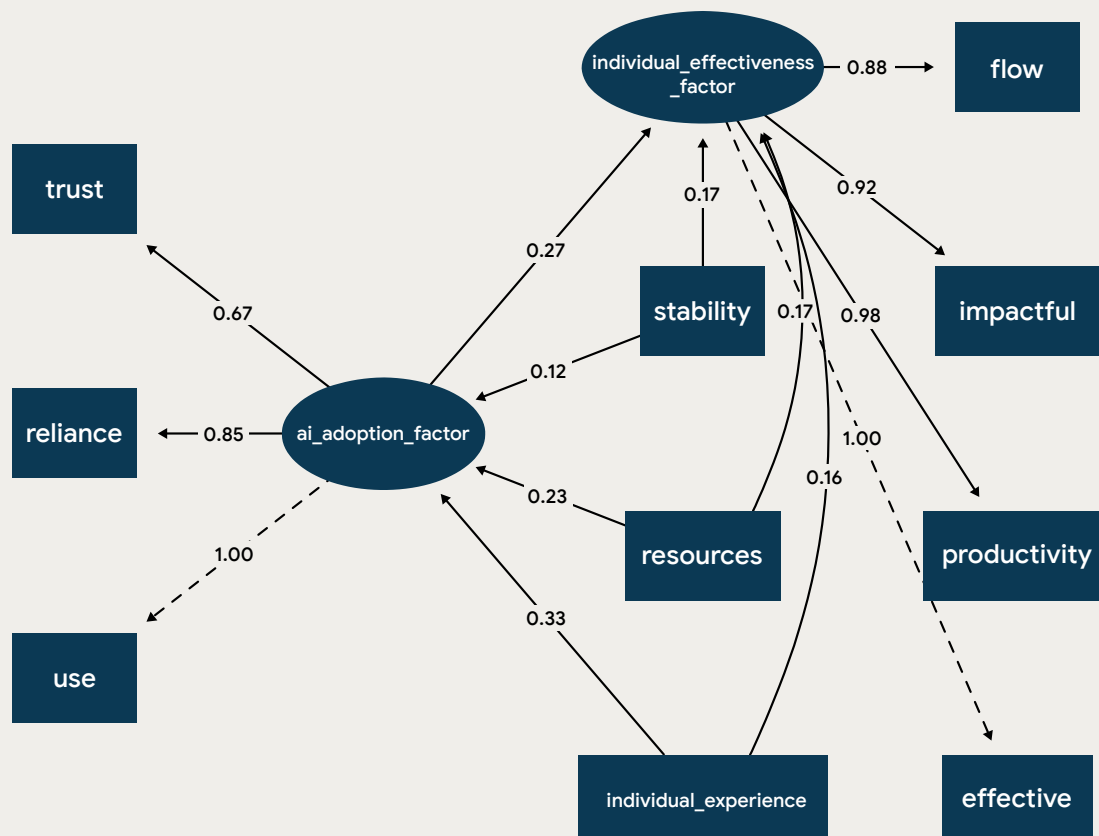 individual_effectiveness
_factor
0.88
flow
trust
0.92
0.17
0.27
0.67
stability
0.17
0.98
impactful
0.12
reliance
0.85
ai_adoption_factor
1.00
0.16
0.23
1.00
resources
productivity
0.33
use
individual_experience
effective